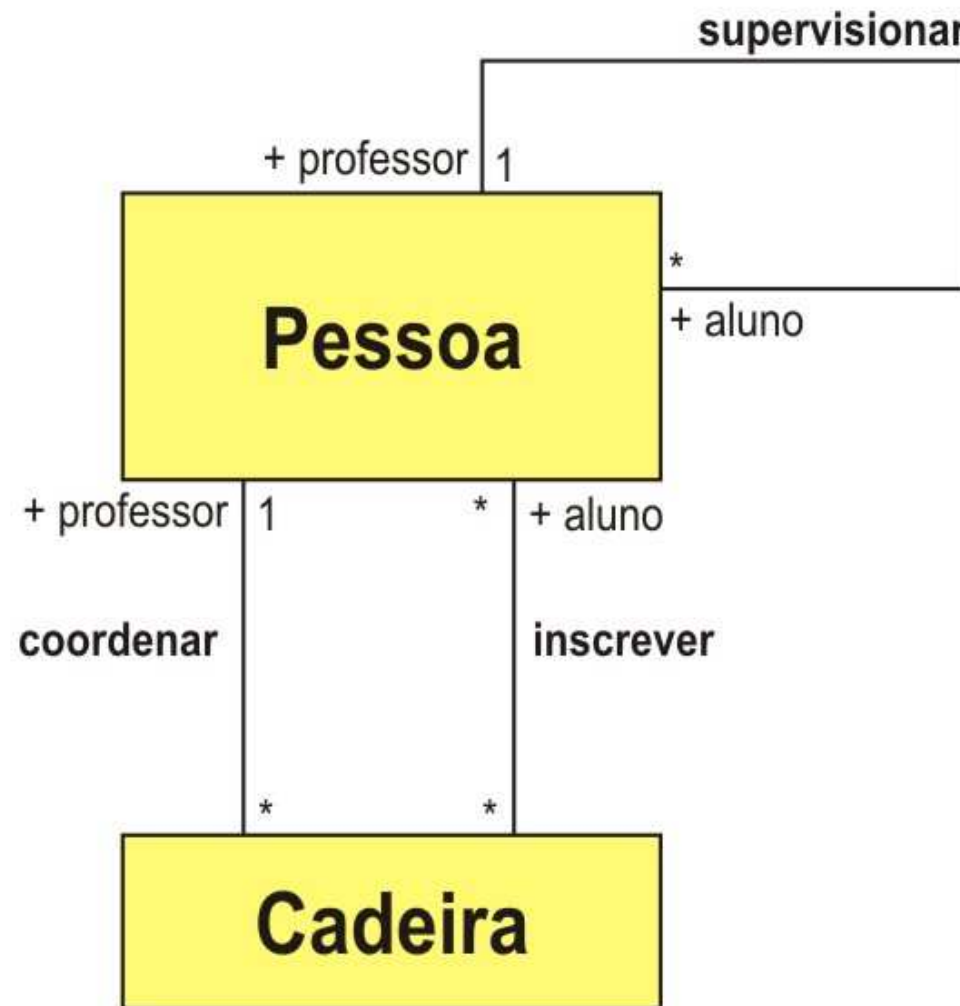 supervisionar
+ professor 1
*
Pessoa
+ aluno
+ professor 1 * + aluno
coordenar inscrever
* *
Cadeira